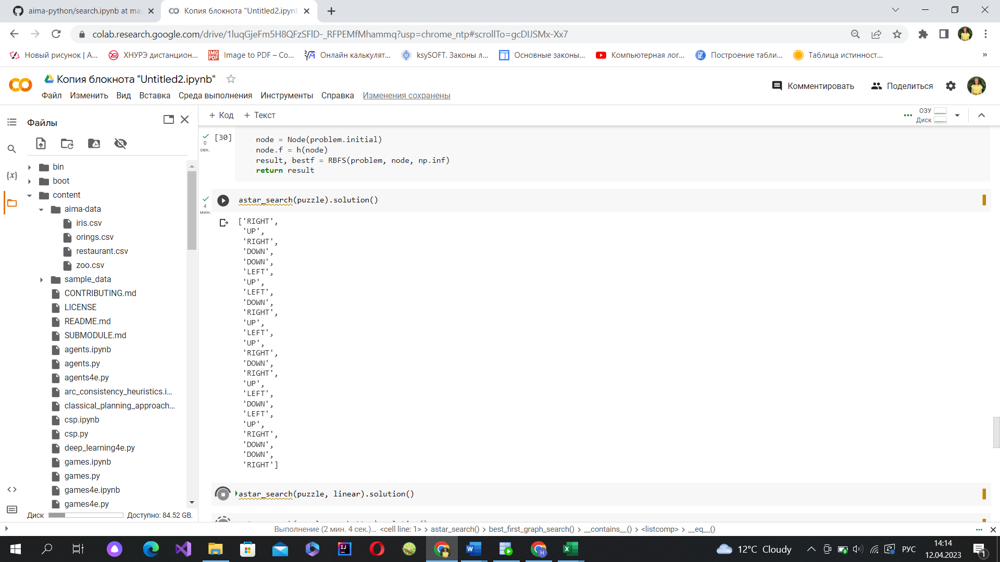 aima-python/search.ipynb at mas
Копия блокнота "Untitled2.ipynb
colab.research.google.com/drive/1luqGjeFm5H8QFzSFlD-_RFPEMfMhammq?usp=chrome_ntp#scrollTo=gcDIJSMx-Xx7
Новый рисунок | А...
ХНУРЭ дистанцион...
Image to PDF – Co...
Онлайн калькулят...
ksySOFT. Законы л...
Основные законы...
Компьютерная лог...
Построение табли...
Таблица истинност...
»
Копия блокнота "Untitled2.ipynb"
Комментировать
Поделиться
Файл Изменить Вид Вставка Среда выполнения Инструменты Справка Изменения сохранены
Файлы
+ Код + Текст
ОЗУ
Диск
bin
boot
content
aima-data
iris.csv
orings.csv
restaurant.csv
zoo.csv
sample_data
CONTRIBUTING.md
LICENSE
README.md
SUBMODULE.md
agents.ipynb
agents.py
agents4e.py
arc_consistency_heuristics.i...
classical_planning_approach...
csp.ipynb
csp.py
deep_learning4e.py
games.ipynb
games.py
games4e.ipynb
games4e.py
Диск Доступно: 84.52 GB.
[30]
0
сек.
node = Node(problem.initial)
node.f = h(node)
result, bestf = RBFS(problem, node, np.inf)
return result
4
мин.
astar_search(puzzle).solution()
['RIGHT',
'UP',
'RIGHT',
'DOWN',
'DOWN',
'LEFT',
'UP',
'LEFT',
'DOWN',
'RIGHT',
'UP',
'LEFT',
'UP',
'RIGHT',
'DOWN',
'RIGHT',
'UP',
'LEFT',
'DOWN',
'LEFT',
'UP',
'RIGHT',
'DOWN',
'DOWN',
'RIGHT']
astar_search(puzzle, linear).solution()
Выполнение (2 мин. 4 сек.)... <cell line: 1> > astar_search() > best_first_graph_search() > __contains__() > <listcomp> > __eq__()
12°C Cloudy
РУС
14:14
12.04.2023
1